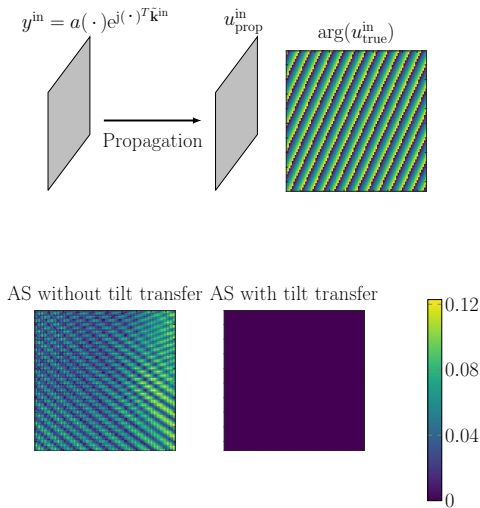 y^in = a(·)e^{j(·)^T k̃^in}
u^in_prop
arg(u^in_true)
Propagation
AS without tilt transfer
AS with tilt transfer
0.12
0.08
0.04
0